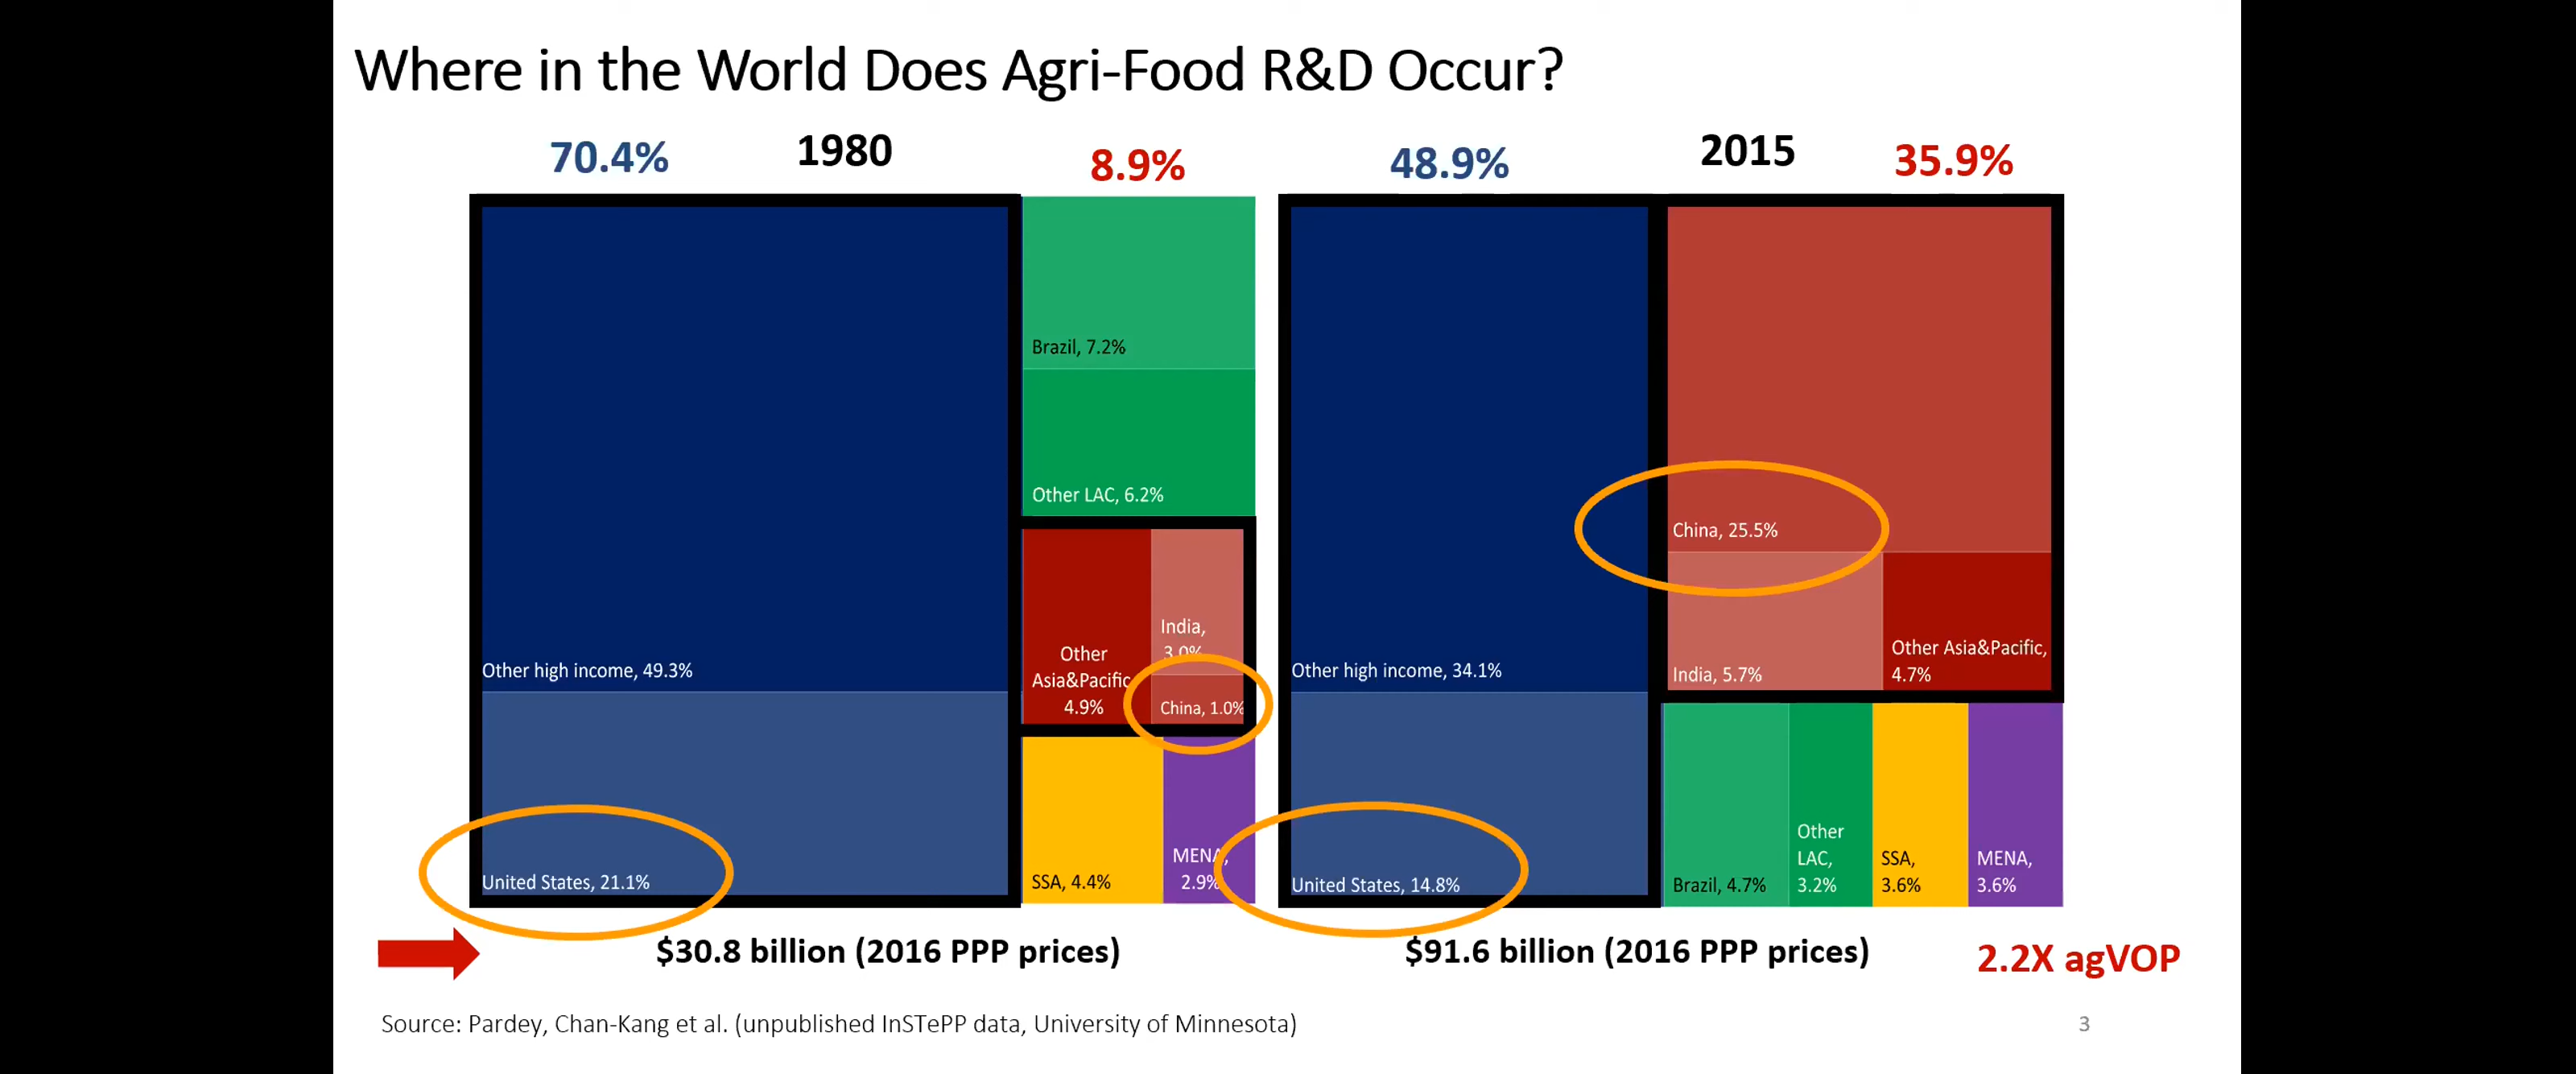 Where in the World Does Agri-Food R&D Occur?
70.4%
1980
8.9%
Other high income, 49.3%
United States, 21.1%
Brazil, 7.2%
Other LAC, 6.2%
Other
Asia&Pacific
4.9%
India,
3.0%
China, 1.0%
SSA, 4.4%
MENA,
2.9%
$30.8 billion (2016 PPP prices)
48.9%
2015
35.9%
Other high income, 34.1%
United States, 14.8%
China, 25.5%
India, 5.7%
Other Asia&Pacific,
4.7%
Brazil, 4.7%
Other
LAC,
3.2%
SSA,
3.6%
MENA,
3.6%
$91.6 billion (2016 PPP prices)
2.2X agVOP
Source: Pardey, Chan-Kang et al. (unpublished InSTePP data, University of Minnesota)
3